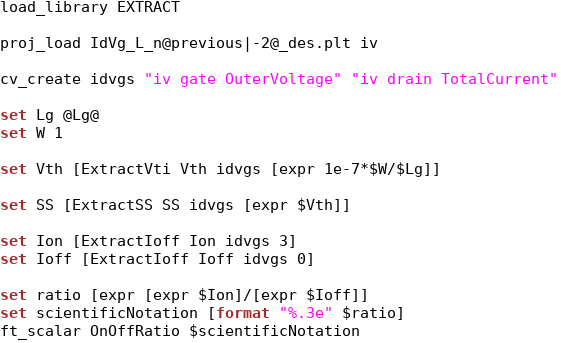 load_library EXTRACT
proj_load IdVg_L_n@previous|-2@_des.plt iv
cv_create idvgs "iv gate OuterVoltage" "iv drain TotalCurrent"
set Lg @Lg@
set W 1
set Vth [ExtractVti Vth idvgs [expr 1e-7*$W/$Lg]]
set SS [ExtractSS SS idvgs [expr $Vth]]
set Ion [ExtractIoff Ion idvgs 3]
set Ioff [ExtractIoff Ioff idvgs 0]
set ratio [expr [expr $Ion]/[expr $Ioff]]
set scientificNotation [format "%.3e" $ratio]
ft_scalar OnOffRatio $scientificNotation